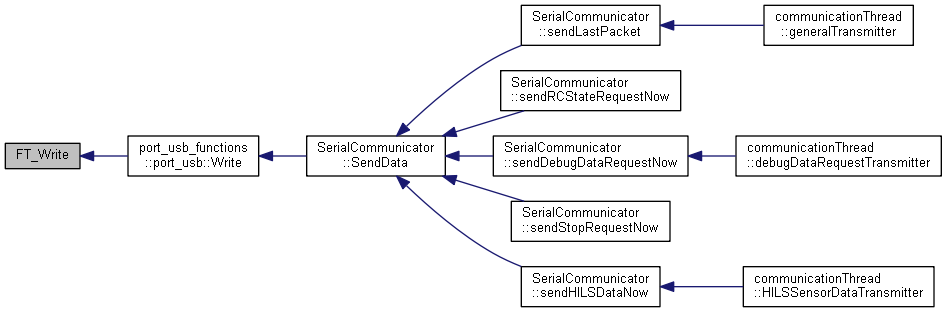 FT_Write
port_usb_functions
::port_usb::Write
SerialCommunicator
::SendData
SerialCommunicator
::sendLastPacket
communicationThread
::generalTransmitter
SerialCommunicator
::sendRCStateRequestNow
SerialCommunicator
::sendDebugDataRequestNow
communicationThread
::debugDataRequestTransmitter
SerialCommunicator
::sendStopRequestNow
SerialCommunicator
::sendHILSDataNow
communicationThread
::HILSSensorDataTransmitter